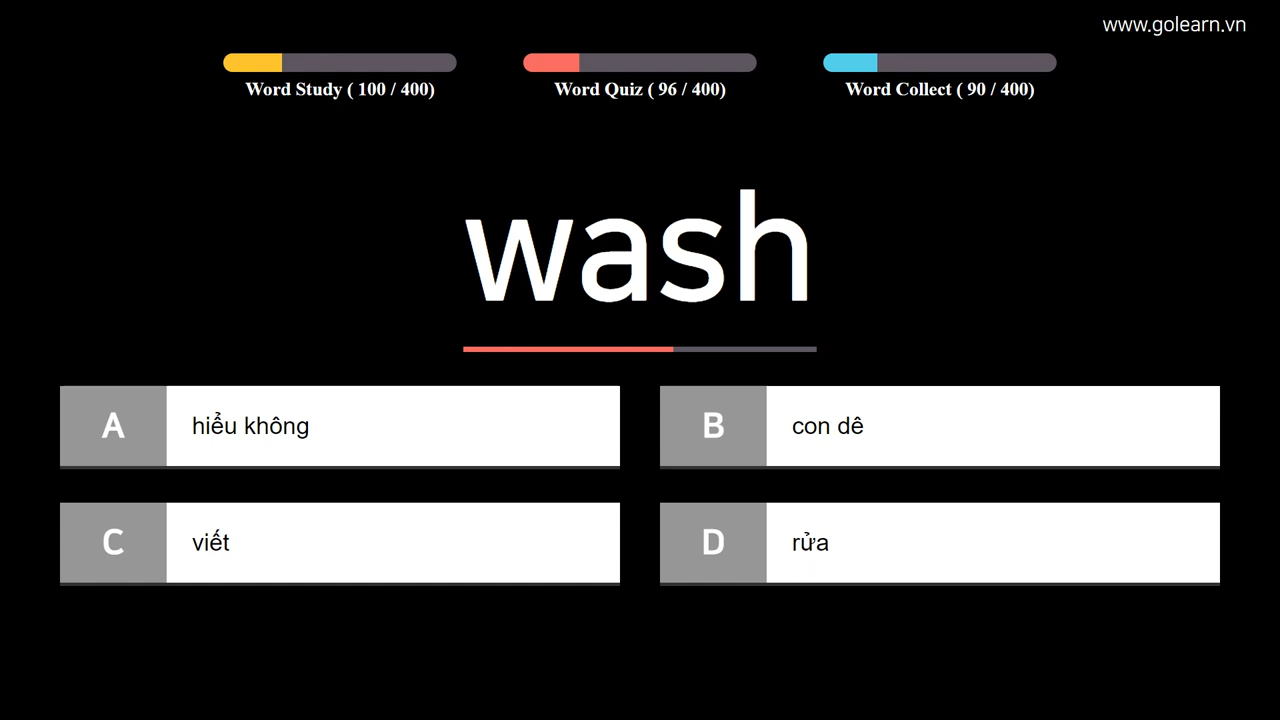 www.golearn.vn
Word Study ( 100 / 400)
Word Quiz ( 96 / 400)
Word Collect ( 90 / 400)
wash
A hiểu không
B con dê
C viết
D rửa